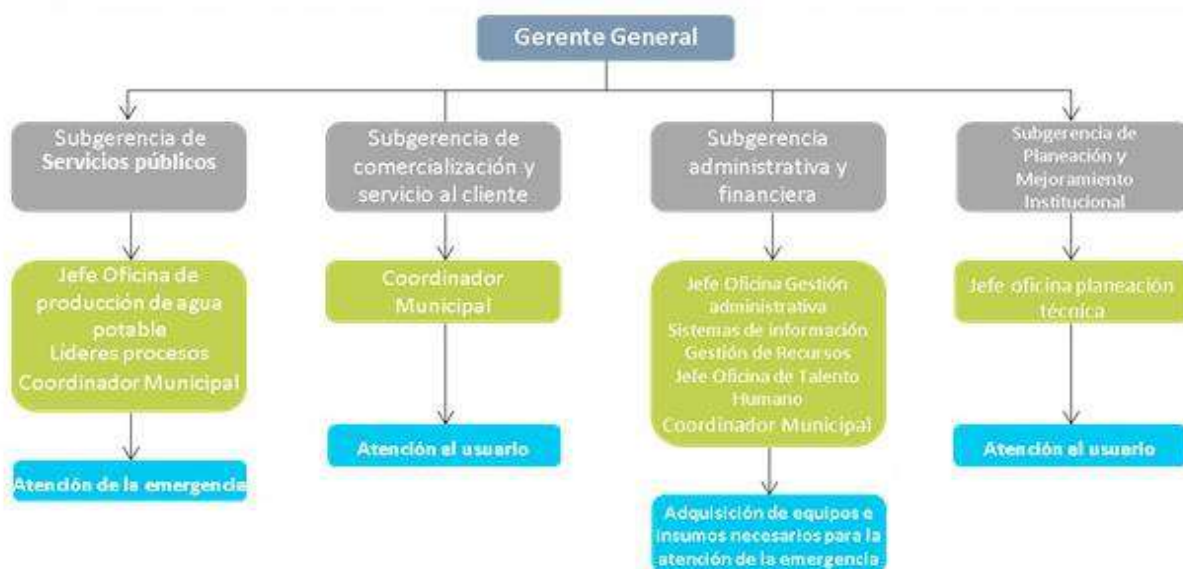 Gerente General
Subgerencia de
Servicios públicos
Subgerencia de
comercialización y
servicio al cliente
Subgerencia
administrativa y
financiera
Subgerencia de
Planeación y
Mejoramiento
Institucional
Jefe Oficina de
producción de agua
potable
Líderes procesos
Coordinador Municipal
Coordinador
Municipal
Jefe Oficina Gestión
administrativa
Sistemas de información
Gestión de Recursos
Jefe Oficina de Talento
Humano
Coordinador Municipal
Jefe oficina planeación
técnica
Atención de la emergencia
Atención al usuario
Adquisición de equipos e
insumos necesarios para la
atención de la emergencia
Atención al usuario